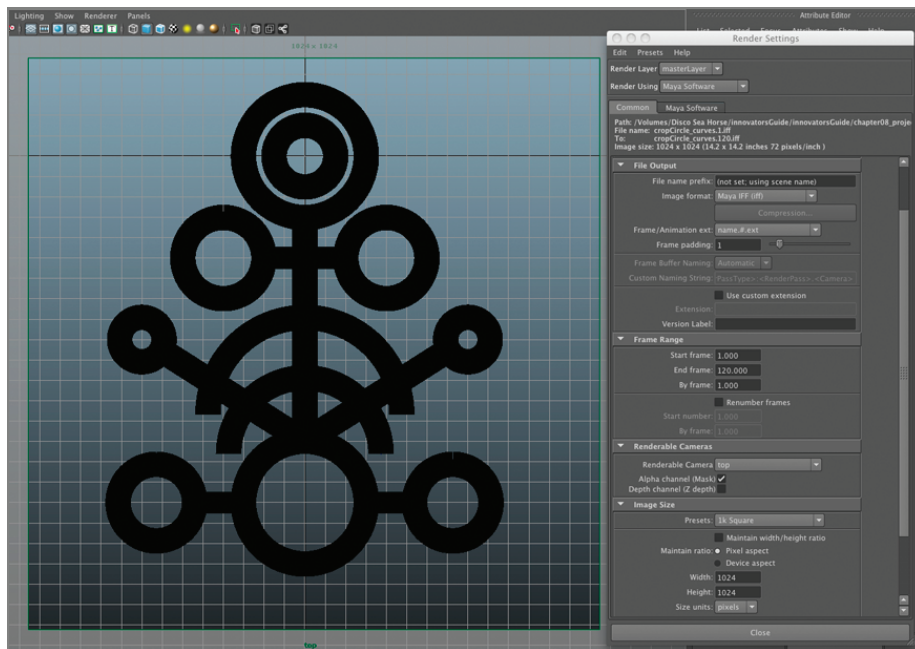 Lighting Show Renderer Panels
Attribute Editor
List Selected Focus Attributes Show Help
1024 x 1024
top
Render Settings
Edit Presets Help
Render Layer masterLayer
Render Using Maya Software
Common Maya Software
Path: /Volumes/Disco Sea Horse/innovatorsGuide/innovatorsGuide/chapter08_proje
File name: cropCircle_curves.1.iff
To: cropCircle_curves.120.iff
Image size: 1024 x 1024 (14.2 x 14.2 inches 72 pixels/inch )
File Output
File name prefix: (not set; using scene name)
Image format: Maya IFF (iff)
Compression...
Frame/Animation ext: name.#.ext
Frame padding: 1
Frame Buffer Naming: Automatic
Custom Naming String: PassType>.<RenderPass>.<Camera>
Use custom extension
Extension:
Version Label:
Frame Range
Start frame: 1.000
End frame: 120.000
By frame: 1.000
Renumber frames
Start number: 1.000
By frame: 1.000
Renderable Cameras
Renderable Camera top
Alpha channel (Mask)
Depth channel (Z depth)
Image Size
Presets: 1k Square
Maintain width/height ratio
Maintain ratio: Pixel aspect
Device aspect
Width: 1024
Height: 1024
Size units: pixels
Close